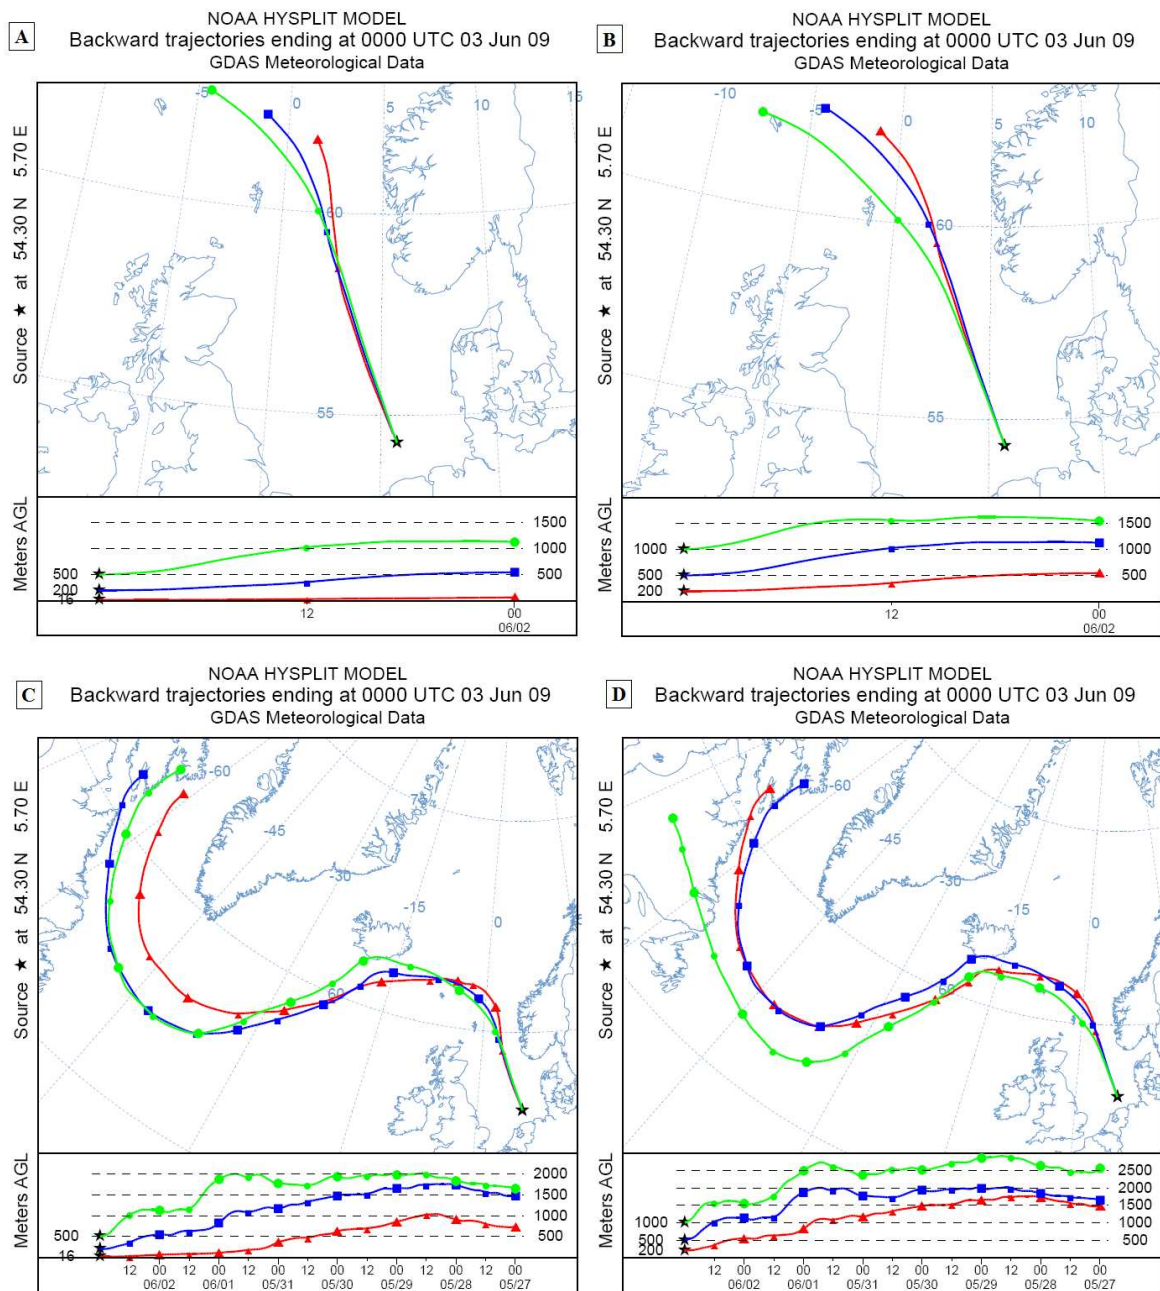 A
NOAA HYSPLIT MODEL
Backward trajectories ending at 0000 UTC 03 Jun 09
GDAS Meteorological Data
Source ★ at 54.30 N 5.70 E
-5
0
5
10
15
60
55
Meters AGL
1500
1000
500
500
200
16
12
00
06/02
B
NOAA HYSPLIT MODEL
Backward trajectories ending at 0000 UTC 03 Jun 09
GDAS Meteorological Data
Source ★ at 54.30 N 5.70 E
-10
-5
0
5
10
60
55
Meters AGL
1500
1000
500
1000
500
200
12
00
06/02
C
NOAA HYSPLIT MODEL
Backward trajectories ending at 0000 UTC 03 Jun 09
GDAS Meteorological Data
Source ★ at 54.30 N 5.70 E
-60
-45
-30
-15
0
60
Meters AGL
2000
1500
1000
500
500
16
12 00 12 00 12 00 12 00 12 00 12 00 12 00
06/02 06/01 05/31 05/30 05/29 05/28 05/27
D
NOAA HYSPLIT MODEL
Backward trajectories ending at 0000 UTC 03 Jun 09
GDAS Meteorological Data
Source ★ at 54.30 N 5.70 E
-60
-45
-30
-15
0
60
Meters AGL
2500
2000
1500
1000
500
1000
500
200
12 00 12 00 12 00 12 00 12 00 12 00 12 00
06/02 06/01 05/31 05/30 05/29 05/28 05/27